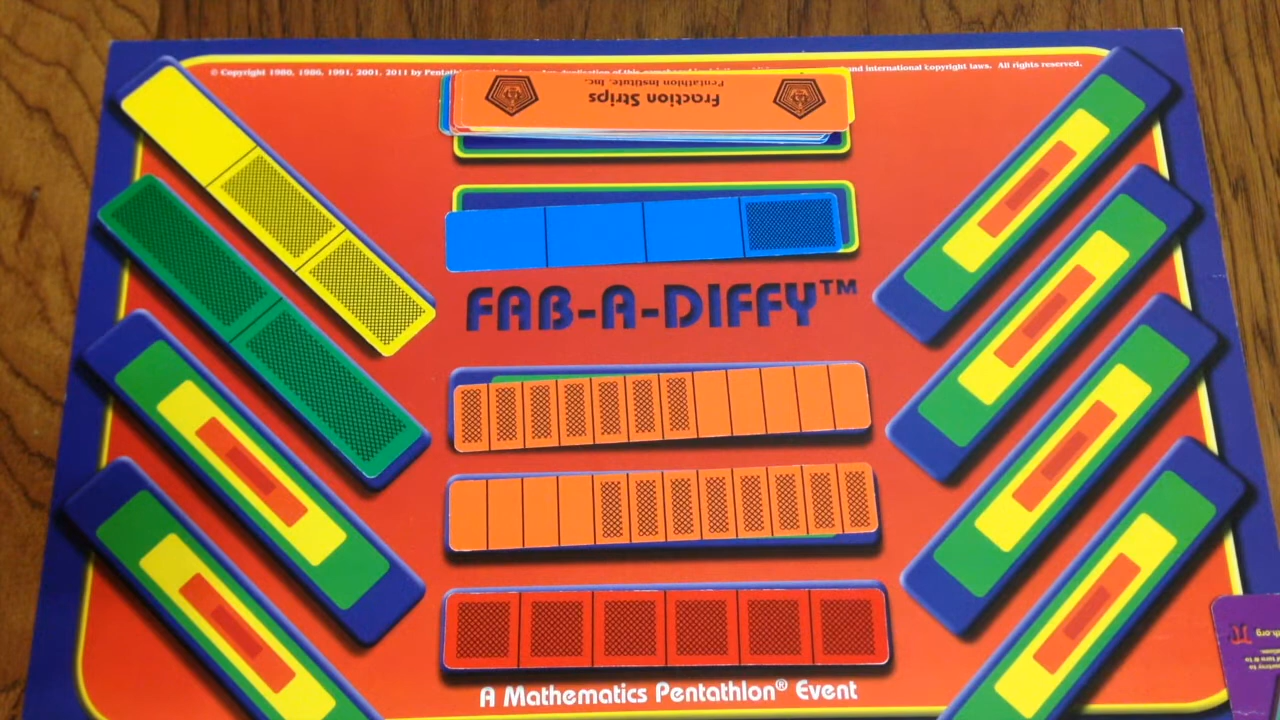 © Copyright 1980, 1986, 1991, 2001, 2011 by Pentath and international copyright laws. All rights reserved.
Fraction Strips
Pentathlon Institute, Inc.
FAB-A-DIFFY™
A Mathematics Pentathlon® Event